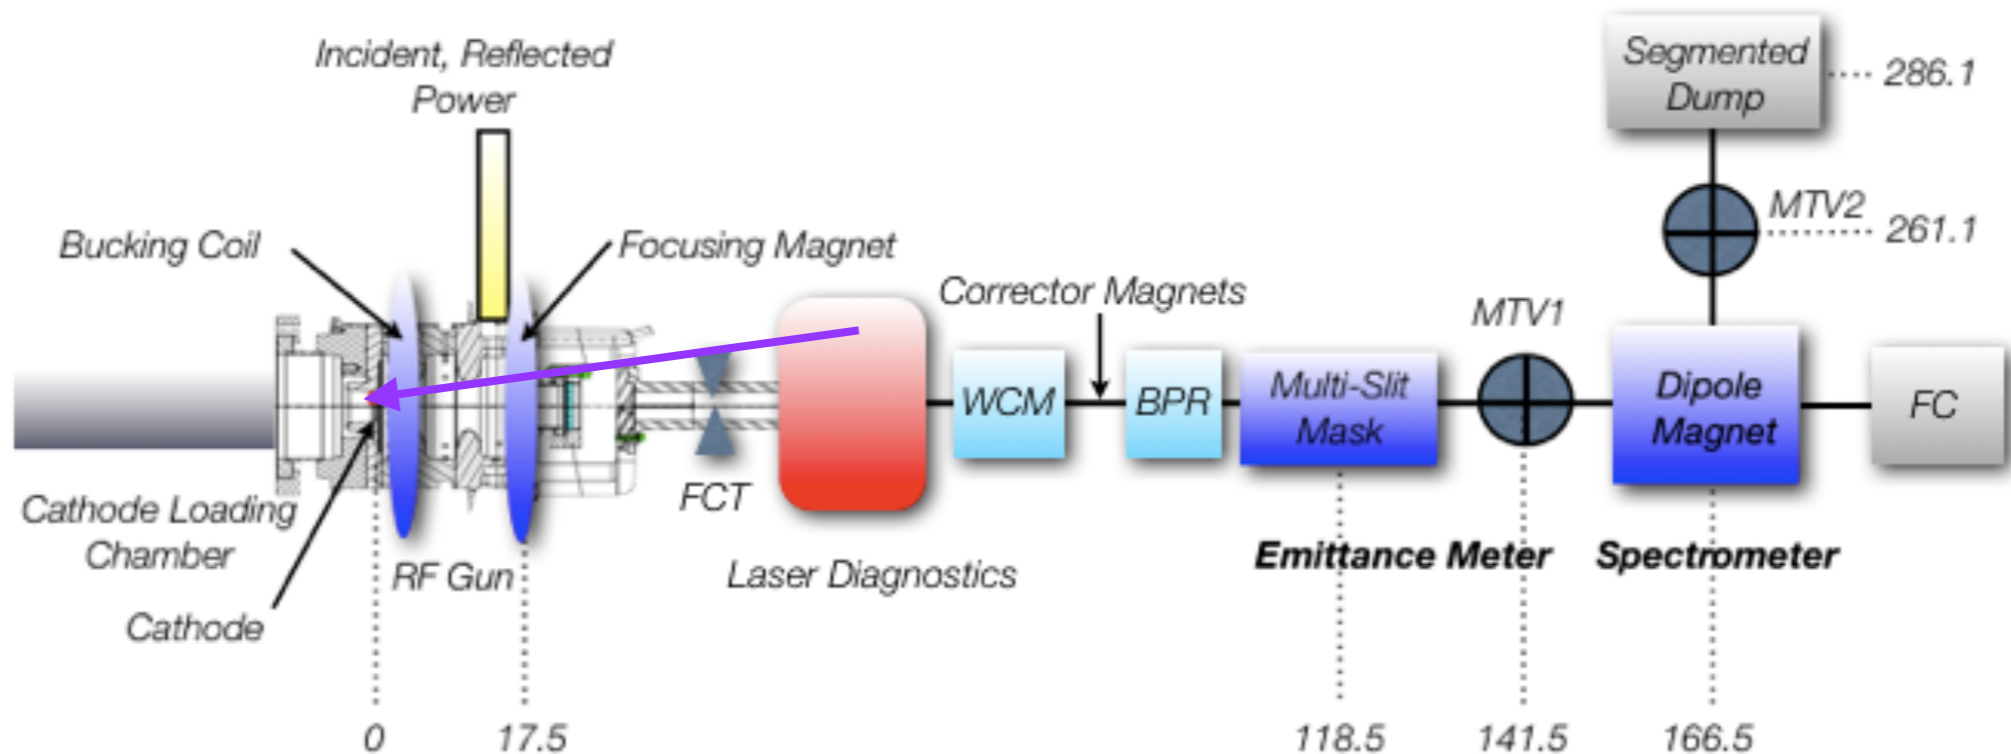 Incident, Reflected
Power
Segmented
Dump
286.1
MTV2
261.1
Bucking Coil
Focusing Magnet
Corrector Magnets
MTV1
WCM
BPR
Multi-Slit
Mask
Dipole
Magnet
FC
FCT
Cathode Loading
Chamber
RF Gun
Laser Diagnostics
Emittance Meter
Spectrometer
Cathode
0
17.5
118.5
141.5
166.5